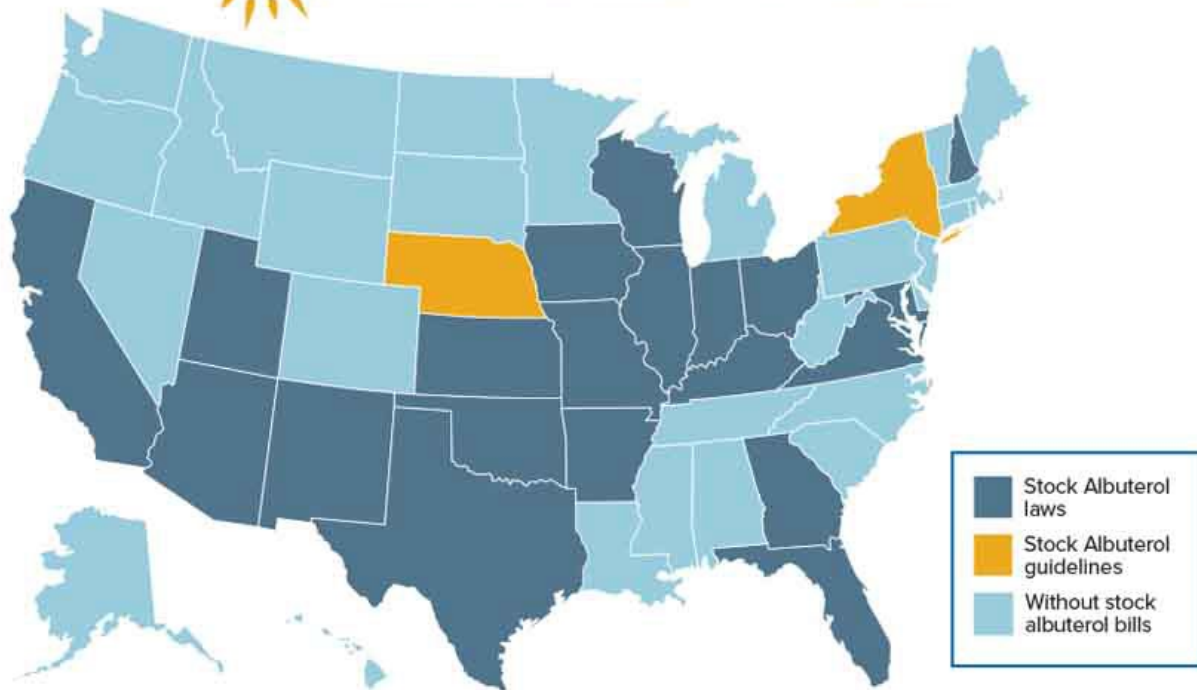 Stock Albuterol
laws
Stock Albuterol
guidelines
Without stock
albuterol bills